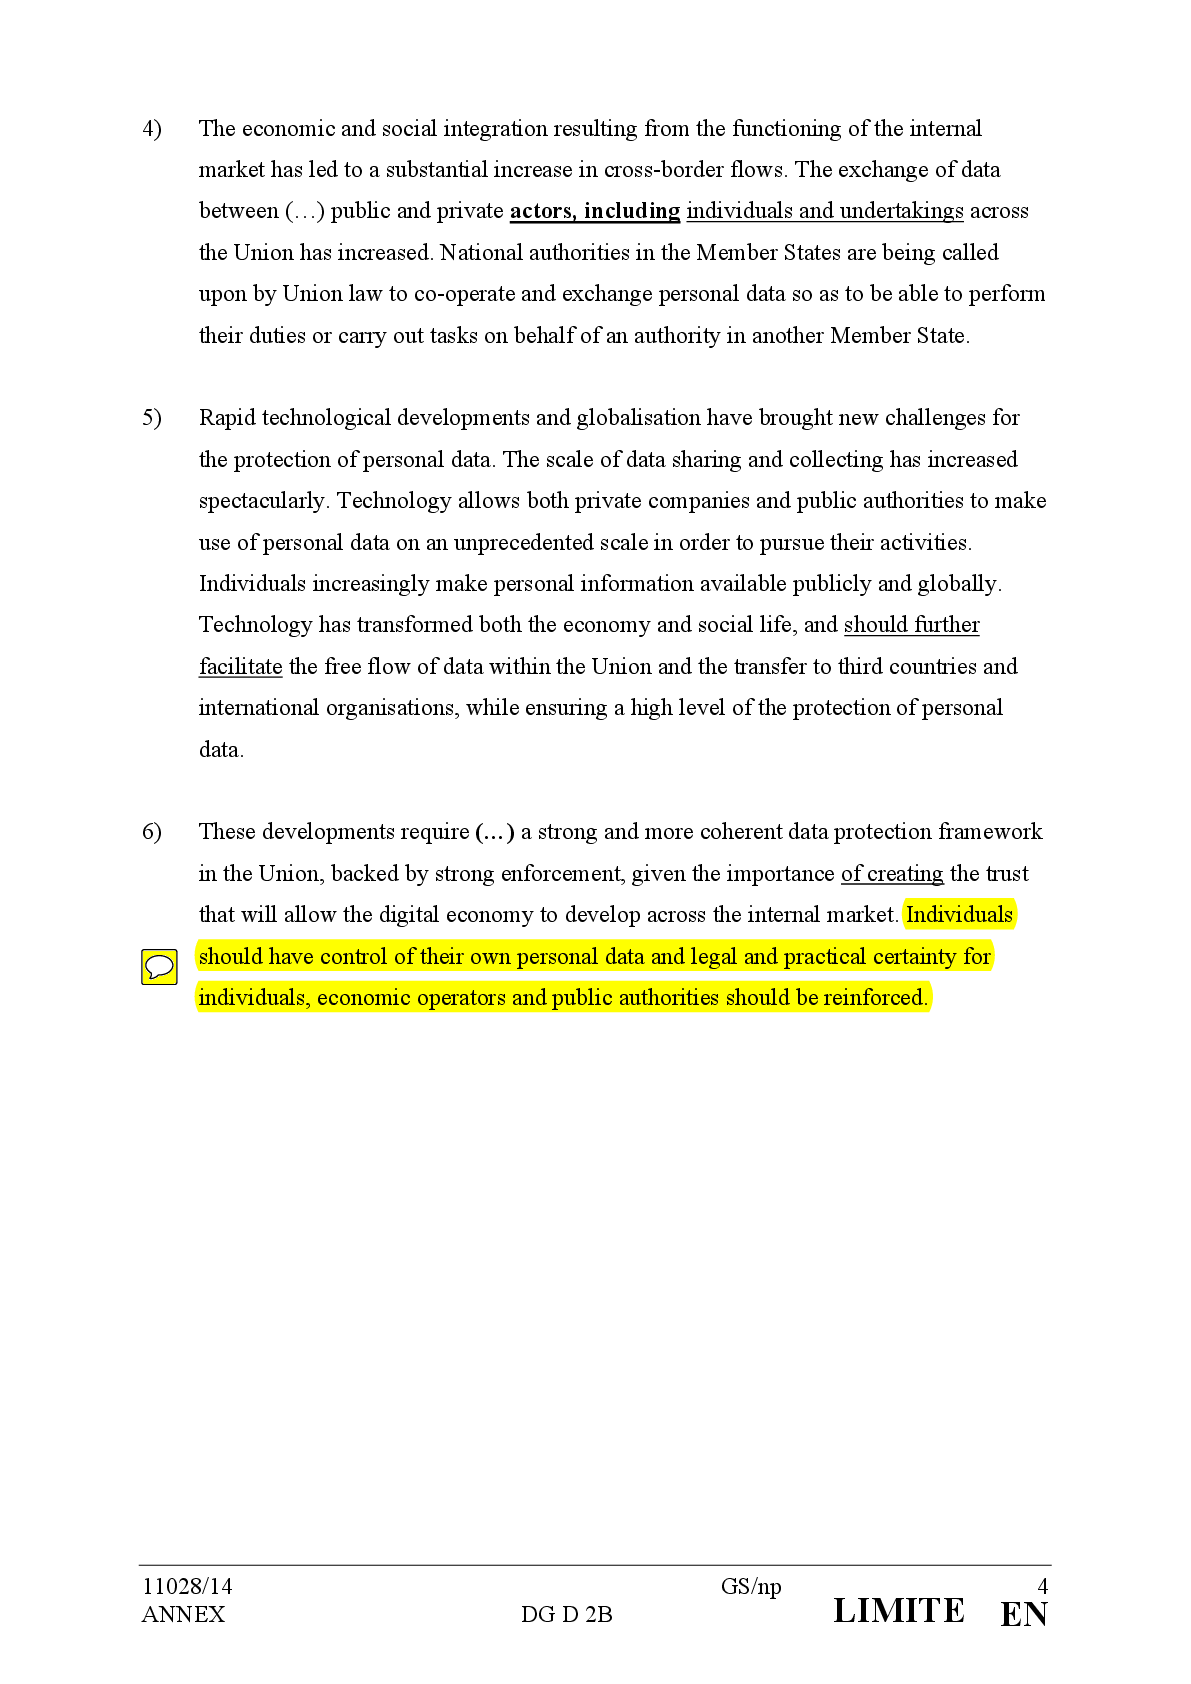 4) The economic and social integration resulting from the functioning of the internal
market has led to a substantial increase in cross-border flows. The exchange of data
between (…) public and private actors, including individuals and undertakings across
the Union has increased. National authorities in the Member States are being called
upon by Union law to co-operate and exchange personal data so as to be able to perform
their duties or carry out tasks on behalf of an authority in another Member State.
5) Rapid technological developments and globalisation have brought new challenges for
the protection of personal data. The scale of data sharing and collecting has increased
spectacularly. Technology allows both private companies and public authorities to make
use of personal data on an unprecedented scale in order to pursue their activities.
Individuals increasingly make personal information available publicly and globally.
Technology has transformed both the economy and social life, and should further
facilitate the free flow of data within the Union and the transfer to third countries and
international organisations, while ensuring a high level of the protection of personal
data.
6) These developments require (…) a strong and more coherent data protection framework
in the Union, backed by strong enforcement, given the importance of creating the trust
that will allow the digital economy to develop across the internal market. Individuals
should have control of their own personal data and legal and practical certainty for
individuals, economic operators and public authorities should be reinforced.
11028/14 GS/np 4
ANNEX DG D 2B LIMITE EN